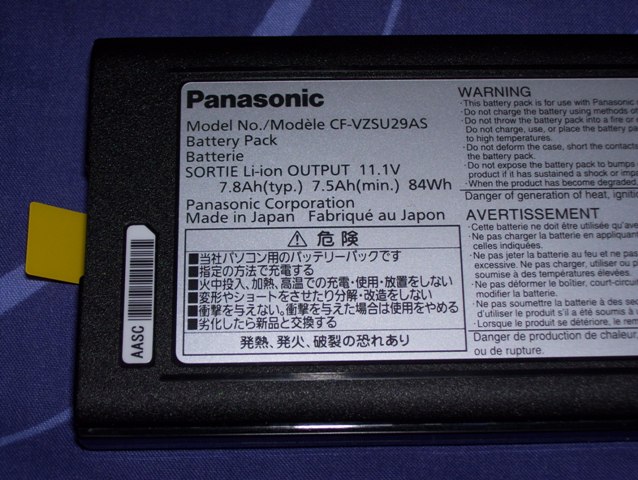 Panasonic
Model No./Modèle CF-VZSU29AS
Battery Pack
Batterie
SORTIE Li-ion OUTPUT 11.1V
7.8Ah(typ.) 7.5Ah(min.) 84Wh
Panasonic Corporation
Made in Japan Fabriqué au Japon
⚠ 危険
■当社パソコン用のバッテリーパックです
■指定の方法で充電する
■火中投入、加熱、高温での充電・使用・放置をしない
■変形やショートをさせたり分解・改造をしない
■衝撃を与えない。衝撃を与えた場合は使用をやめる
■劣化したら新品と交換する
発熱、発火、破裂の恐れあり
AASC
WARNING
·This battery pack is for use with Panasonic
·Do not charge the battery using methods
·Do not throw the battery pack into a fire or
Do not charge, use, or place the battery
to high temperatures.
·Do not deform the case, short the contacts
the battery pack.
·Do not expose the battery pack to bumps
product if it has sustained a shock or
·When the product has become degraded,
Danger of generation of heat,
AVERTISSEMENT
·Cette batterie ne doit être utilisée
·Ne pas charger la batterie en appliquant
celles indiquées.
·Ne pas jeter la batterie au feu et ne pas
excessive. Ne pas charger, utiliser ou
soumise à des températures élevées.
·Ne pas déformer le boîtier,
modifier la batterie.
·Ne pas soumettre la batterie à des
d'utiliser le produit s'il a été soumis à
·Lorsque le produit se détériore, le
Danger de production de chaleur,
ou de rupture.